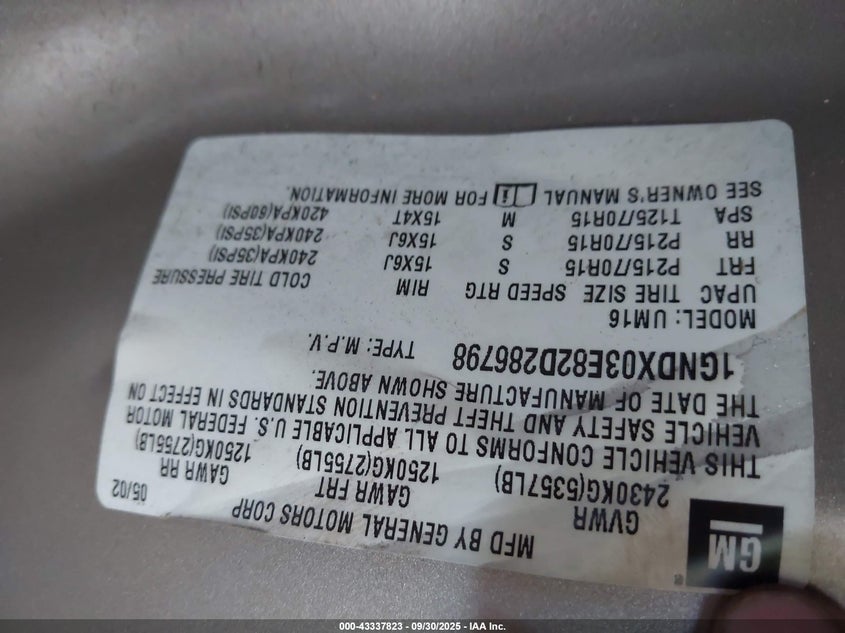 MFD BY GENERAL MOTORS CORP
05/02
GM
GVWR GAWR FRT GAWR RR
2430KG(5357LB) 1250KG(2755LB) 1250KG(2755LB)
THIS VEHICLE CONFORMS TO ALL APPLICABLE U.S. FEDERAL MOTOR
VEHICLE SAFETY AND THEFT PREVENTION STANDARDS IN EFFECT ON
THE DATE OF MANUFACTURE SHOWN ABOVE.
1GNDX03E82D286798 TYPE: M.P.V.
MODEL: UM16
UPAC TIRE SIZE SPEED RTG RIM COLD TIRE PRESSURE
FRT P215/70R15 S 15X6J 240KPA(35PSI)
RR P215/70R15 S 15X6J 240KPA(35PSI)
SPA T125/70R15 M 15X4T 420KPA(60PSI)
SEE OWNER'S MANUAL FOR MORE INFORMATION.
000-43337823 - 09/30/2025 - IAA Inc.